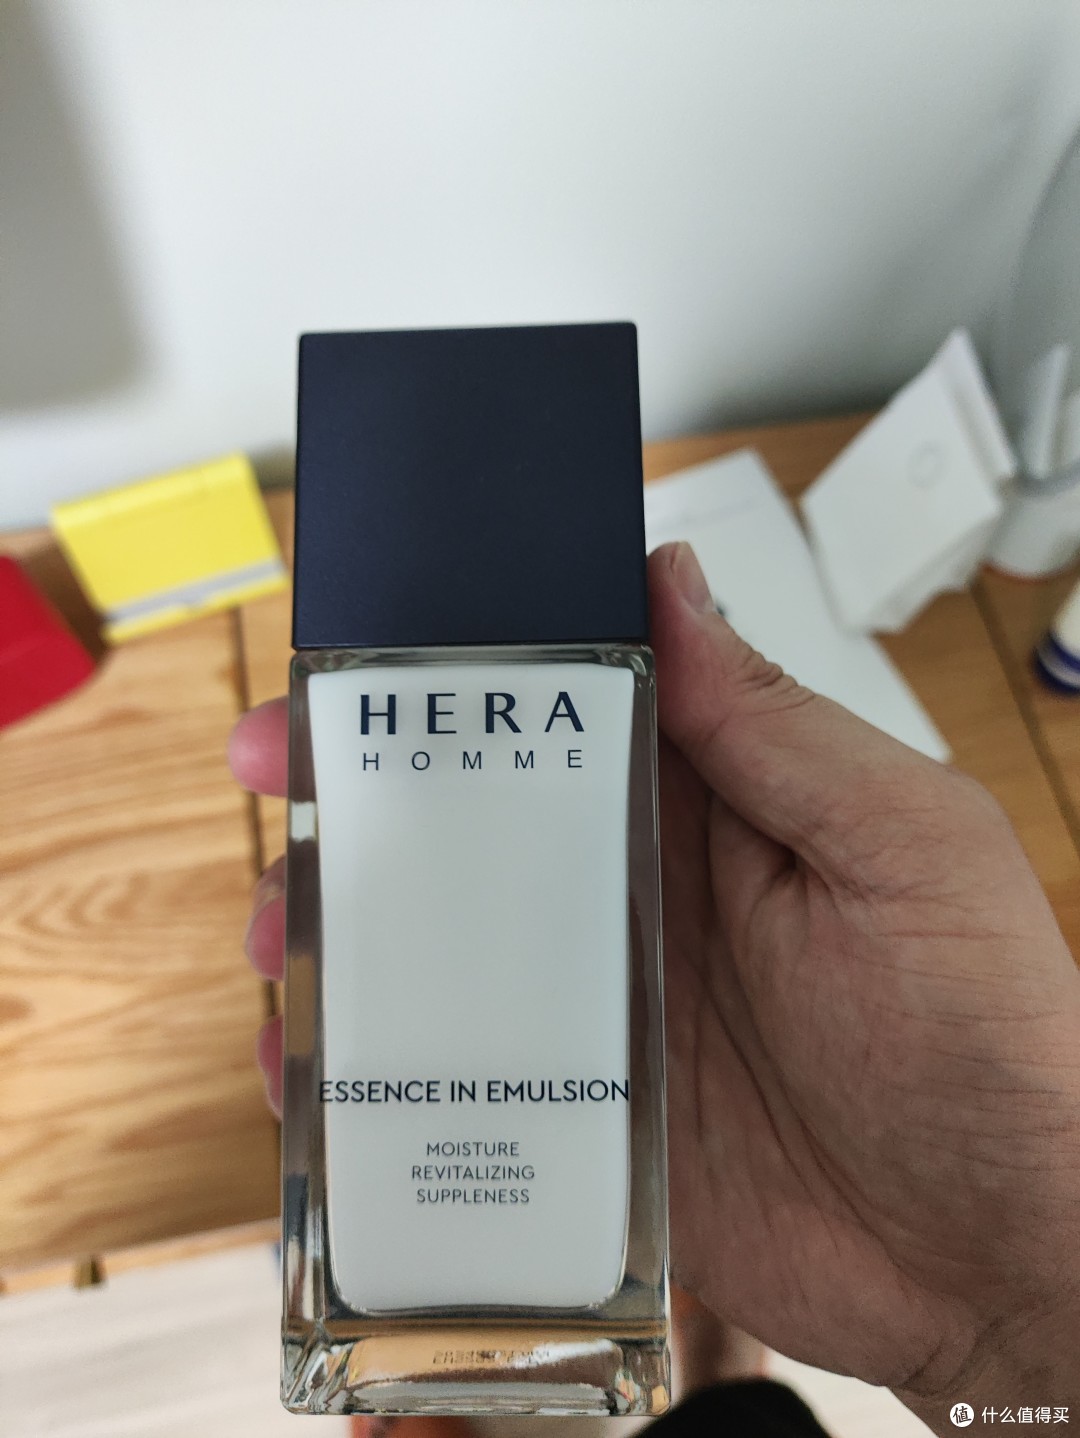 HERA
HOMME
ESSENCE IN EMULSION
MOISTURE
REVITALIZING
SUPPLENESS
值 什么值得买